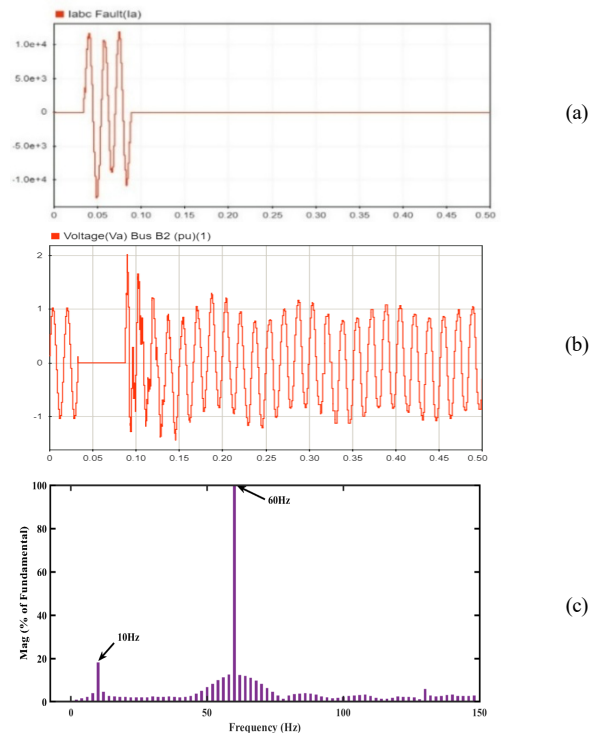 Iabc Fault(Ia)
1.0e+4
5.0e+3
0
-5.0e+3
-1.0e+4
0 0.05 0.10 0.15 0.20 0.25 0.30 0.35 0.40 0.45 0.50
(a)
Voltage(Va) Bus B2 (pu)(1)
2
1
0
-1
0 0.05 0.10 0.15 0.20 0.25 0.30 0.35 0.40 0.45 0.50
(b)
Mag (% of Fundamental)
100
80
60
40
20
0
60Hz
10Hz
0 50 100 150
Frequency (Hz)
(c)